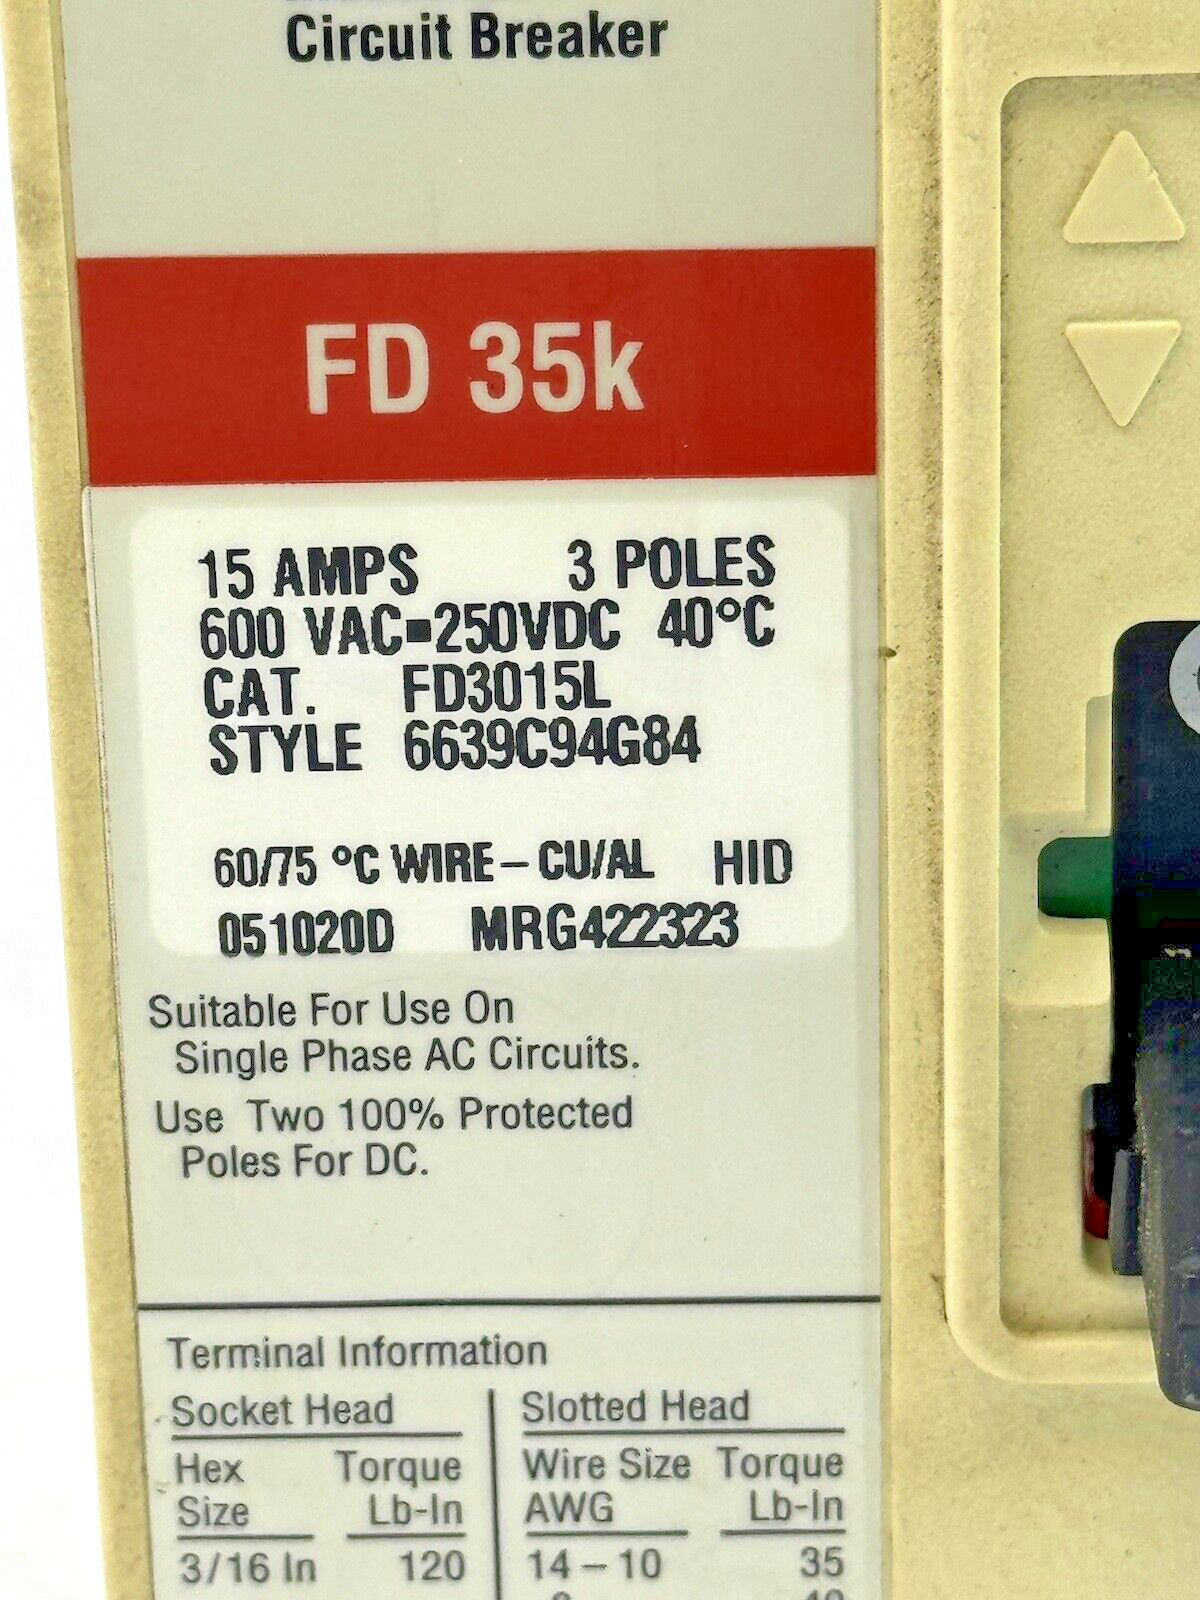 Circuit Breaker
FD 35k
15 AMPS 3 POLES
600 VAC▪250VDC 40°C
CAT. FD3015L
STYLE 6639C94G84
60/75 °C WIRE – CU/AL HID
051020D MRG422323
Suitable For Use On
Single Phase AC Circuits.
Use Two 100% Protected
Poles For DC.
Terminal Information
Socket Head
Hex Torque
Size Lb-In
3/16 In 120
Slotted Head
Wire Size Torque
AWG Lb-In
14 – 10 35